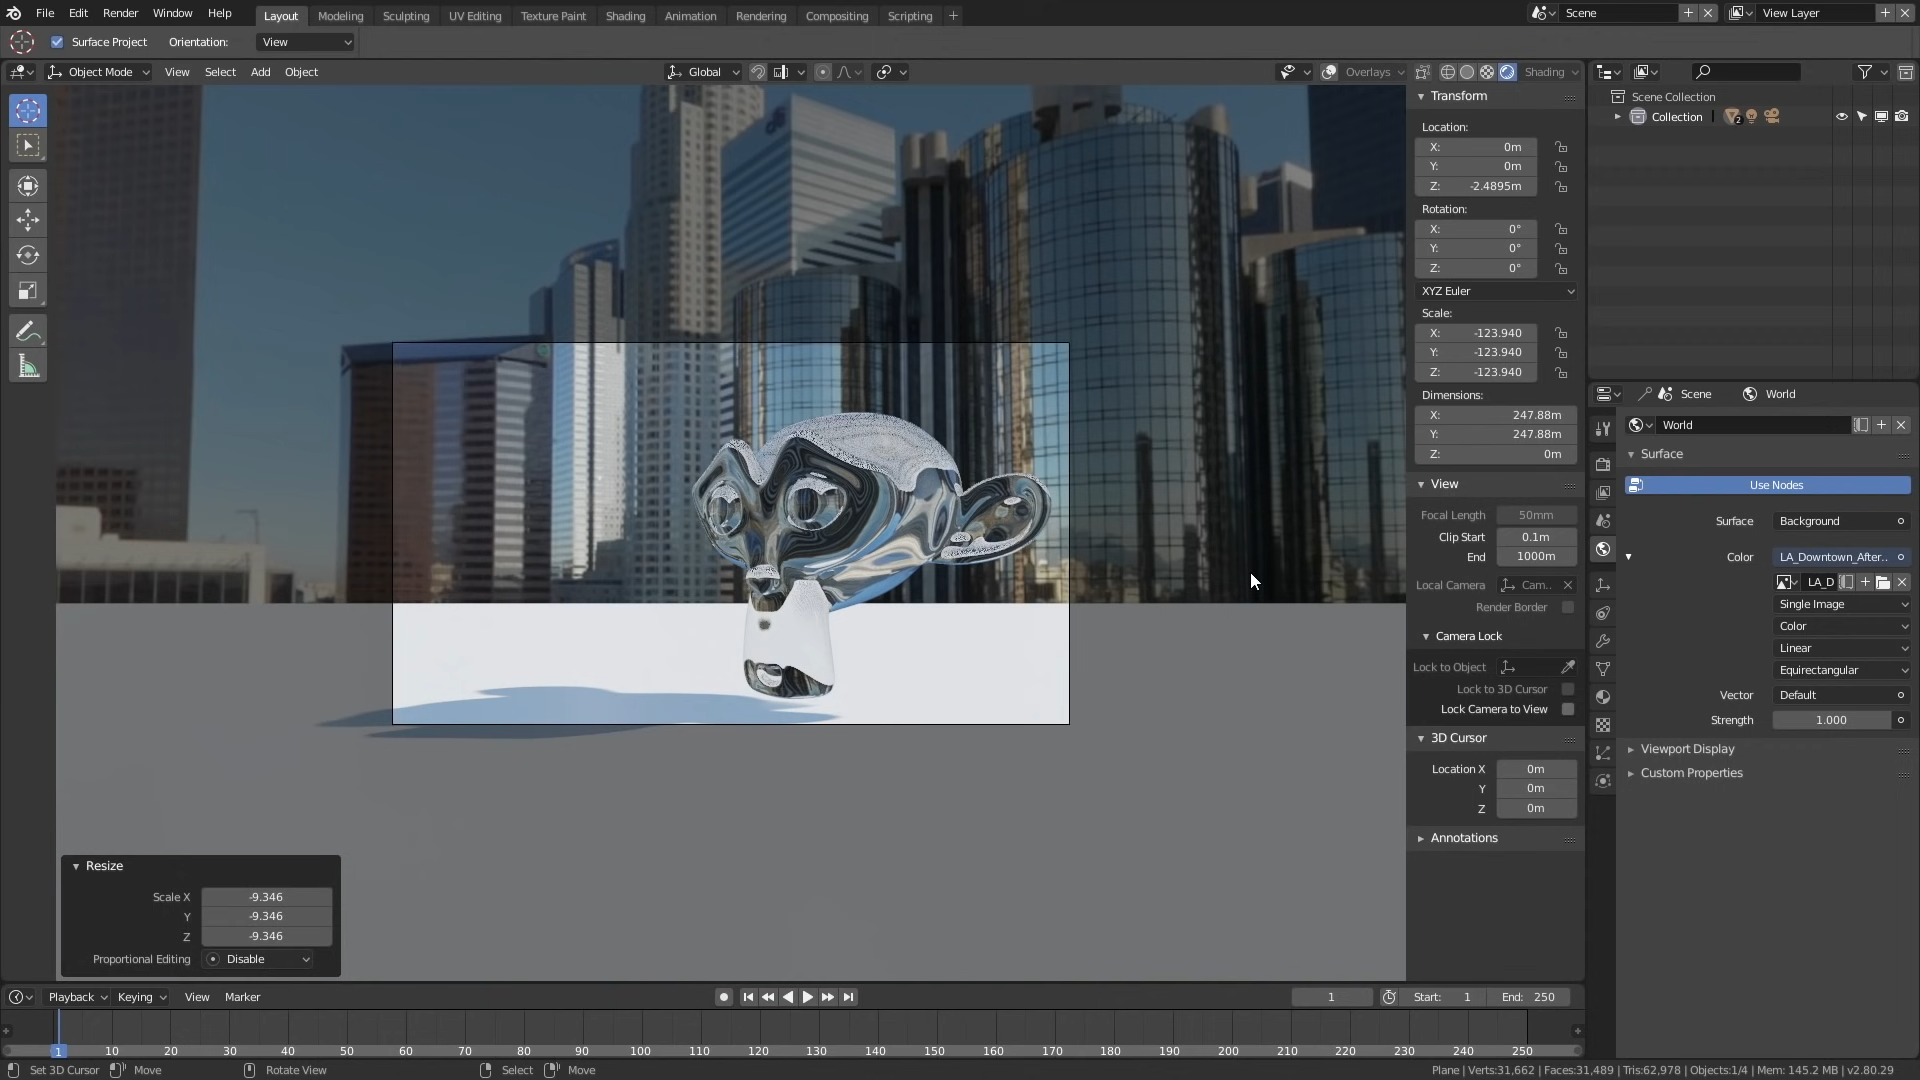 File Edit Render Window Help Layout Modeling Sculpting UV Editing Texture Paint Shading Animation Rendering Compositing Scripting + Scene View Layer
Surface Project Orientation: View
Object Mode View Select Add Object Global Overlays Shading
Transform
Location:
X: 0m
Y: 0m
Z: -2.4895m
Rotation:
X: 0°
Y: 0°
Z: 0°
XYZ Euler
Scale:
X: -123.940
Y: -123.940
Z: -123.940
Dimensions:
X: 247.88m
Y: 247.88m
Z: 0m
View
Focal Length 50mm
Clip Start 0.1m
End 1000m
Local Camera Cam..
Render Border
Camera Lock
Lock to Object
Lock to 3D Cursor
Lock Camera to View
3D Cursor
Location X 0m
Y 0m
Z 0m
Annotations
Scene Collection
Collection 2
Scene World
World
Surface
Use Nodes
Surface Background
Color LA_Downtown_After..
LA_D
Single Image
Color
Linear
Equirectangular
Vector Default
Strength 1.000
Viewport Display
Custom Properties
Resize
Scale X -9.346
Y -9.346
Z -9.346
Proportional Editing Disable
Playback Keying View Marker 1 Start: 1 End: 250
1 10 20 30 40 50 60 70 80 90 100 110 120 130 140 150 160 170 180 190 200 210 220 230 240 250
Set 3D Cursor Move Rotate View Select Move Plane | Verts:31,662 | Faces:31,489 | Tris:62,978 | Objects:1/4 | Mem: 145.2 MB | v2.80.29